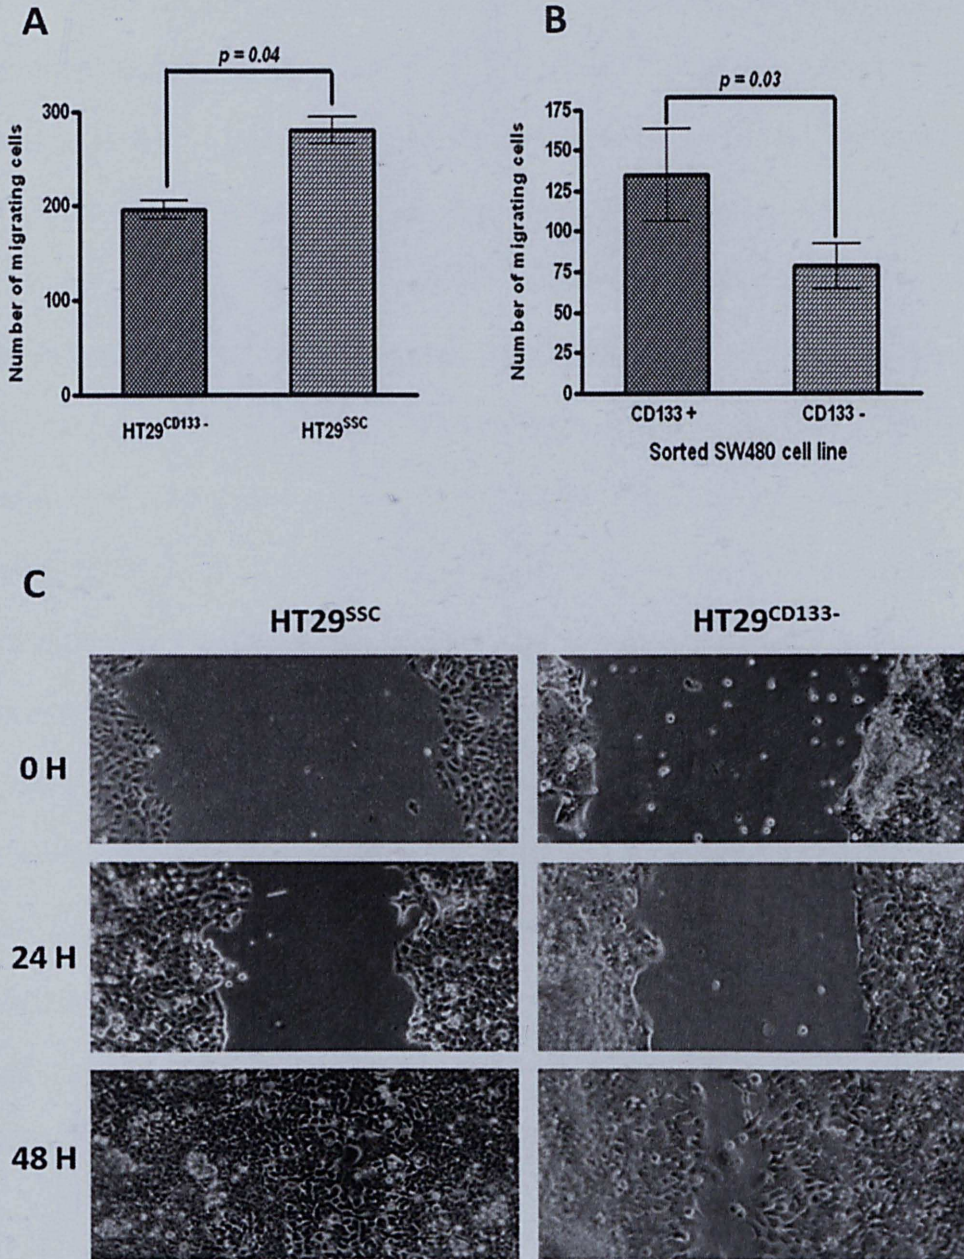 A
p = 0.04
Number of migrating cells
300
200
100
0
HT29CD133 -
HT29SSC
B
p = 0.03
Number of migrating cells
175
150
125
100
75
50
25
0
CD133 +
CD133 -
Sorted SW480 cell line
C
HT29SSC
HT29CD133-
0 H
24 H
48 H